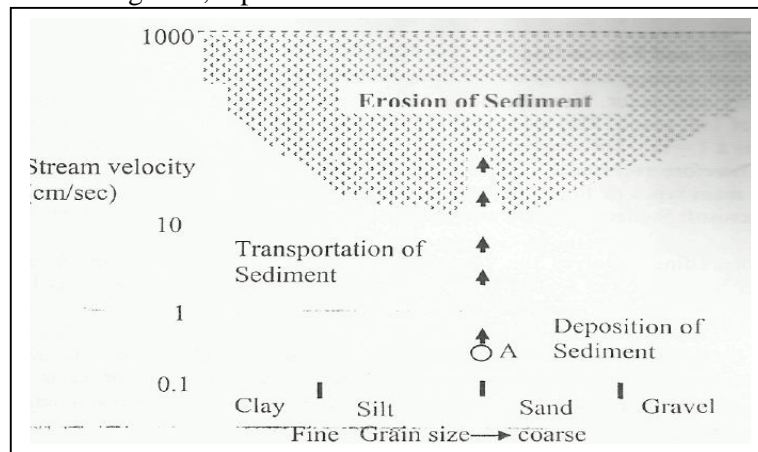 1000
Erosion of Sediment
Stream velocity
(cm/sec)
10
Transportation of
Sediment
1
Deposition of
A
Sediment
0.1
Clay
Silt
Sand
Gravel
Fine Grain size → coarse